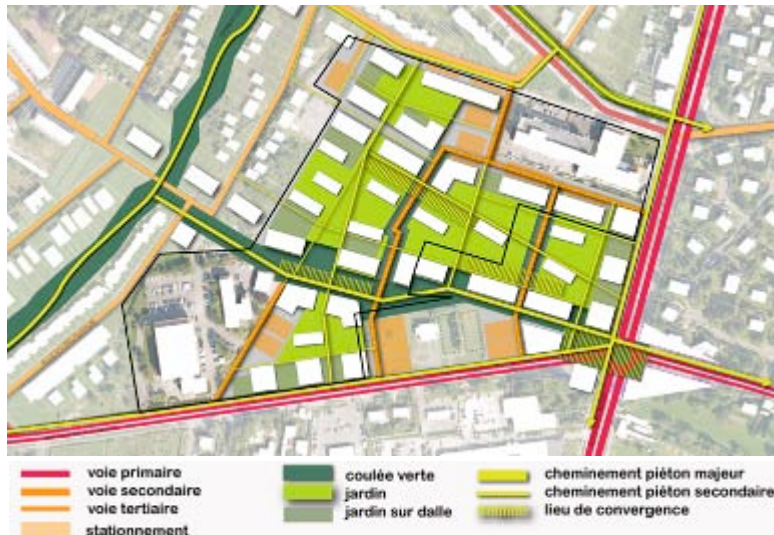 voie primaire
voie secondaire
voie tertiaire
stationnement
coulée verte
jardin
jardin sur dalle
cheminement piéton majeur
cheminement piéton secondaire
lieu de convergence